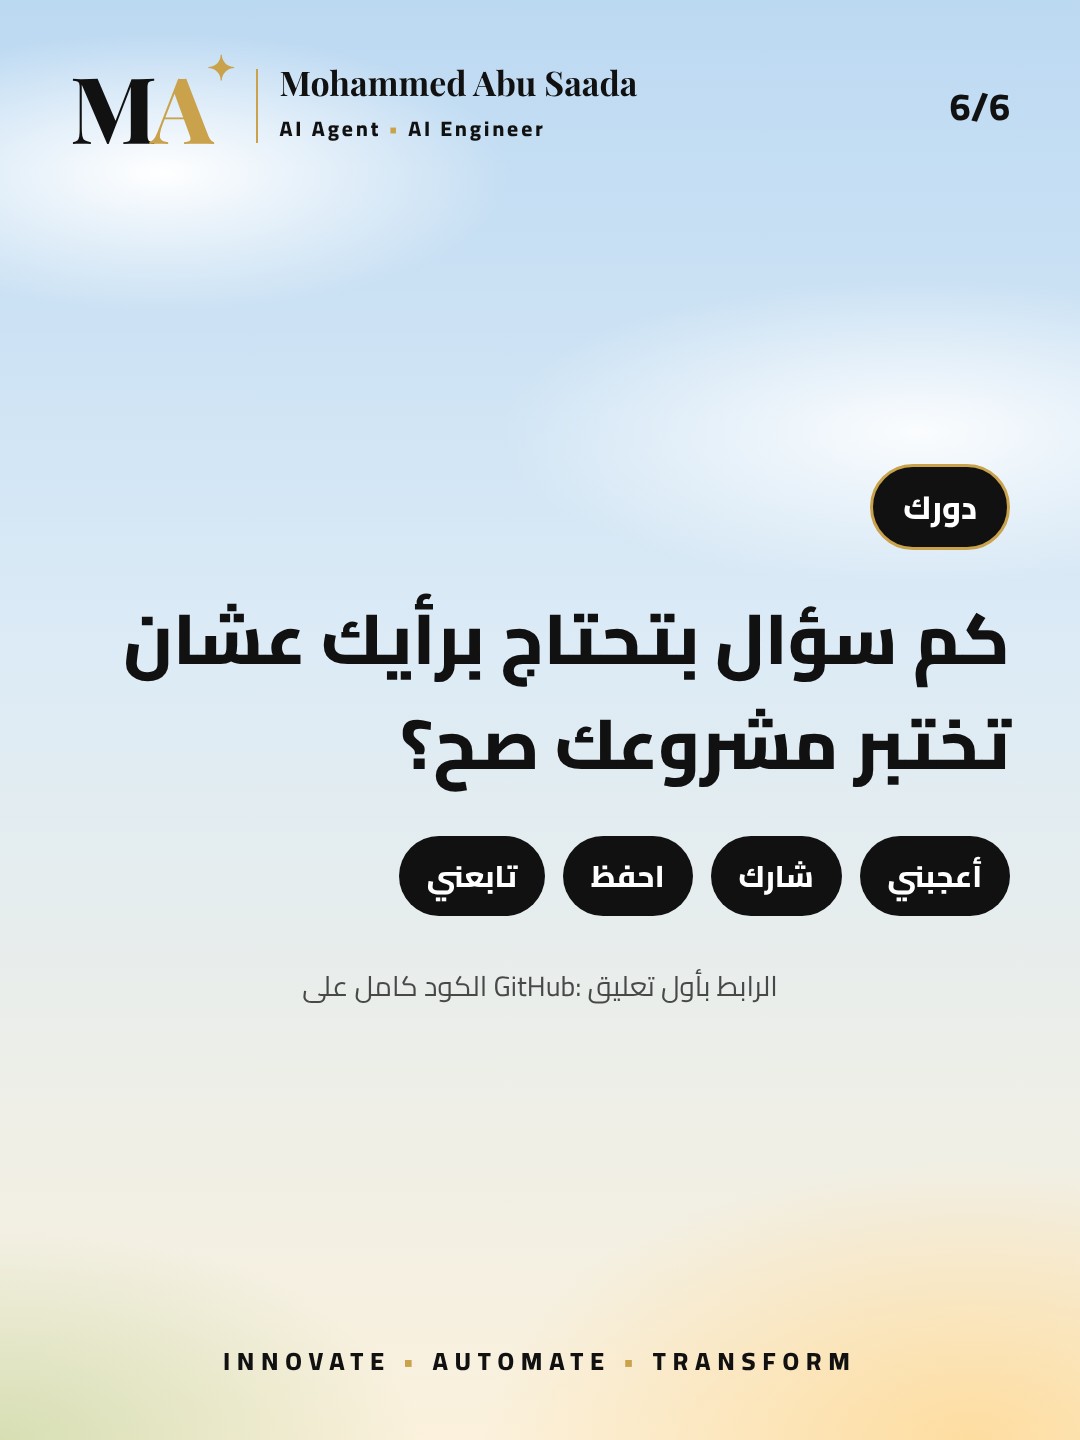 MA
Mohammed Abu Saada
AI Agent ▪ AI Engineer
6/6
دورك
كم سؤال بتحتاج برأيك عشان
تختبر مشروعك صح؟
أعجبني
شارك
احفظ
تابعني
الرابط بأول تعليق :GitHub الكود كامل على
INNOVATE ▪ AUTOMATE ▪ TRANSFORM